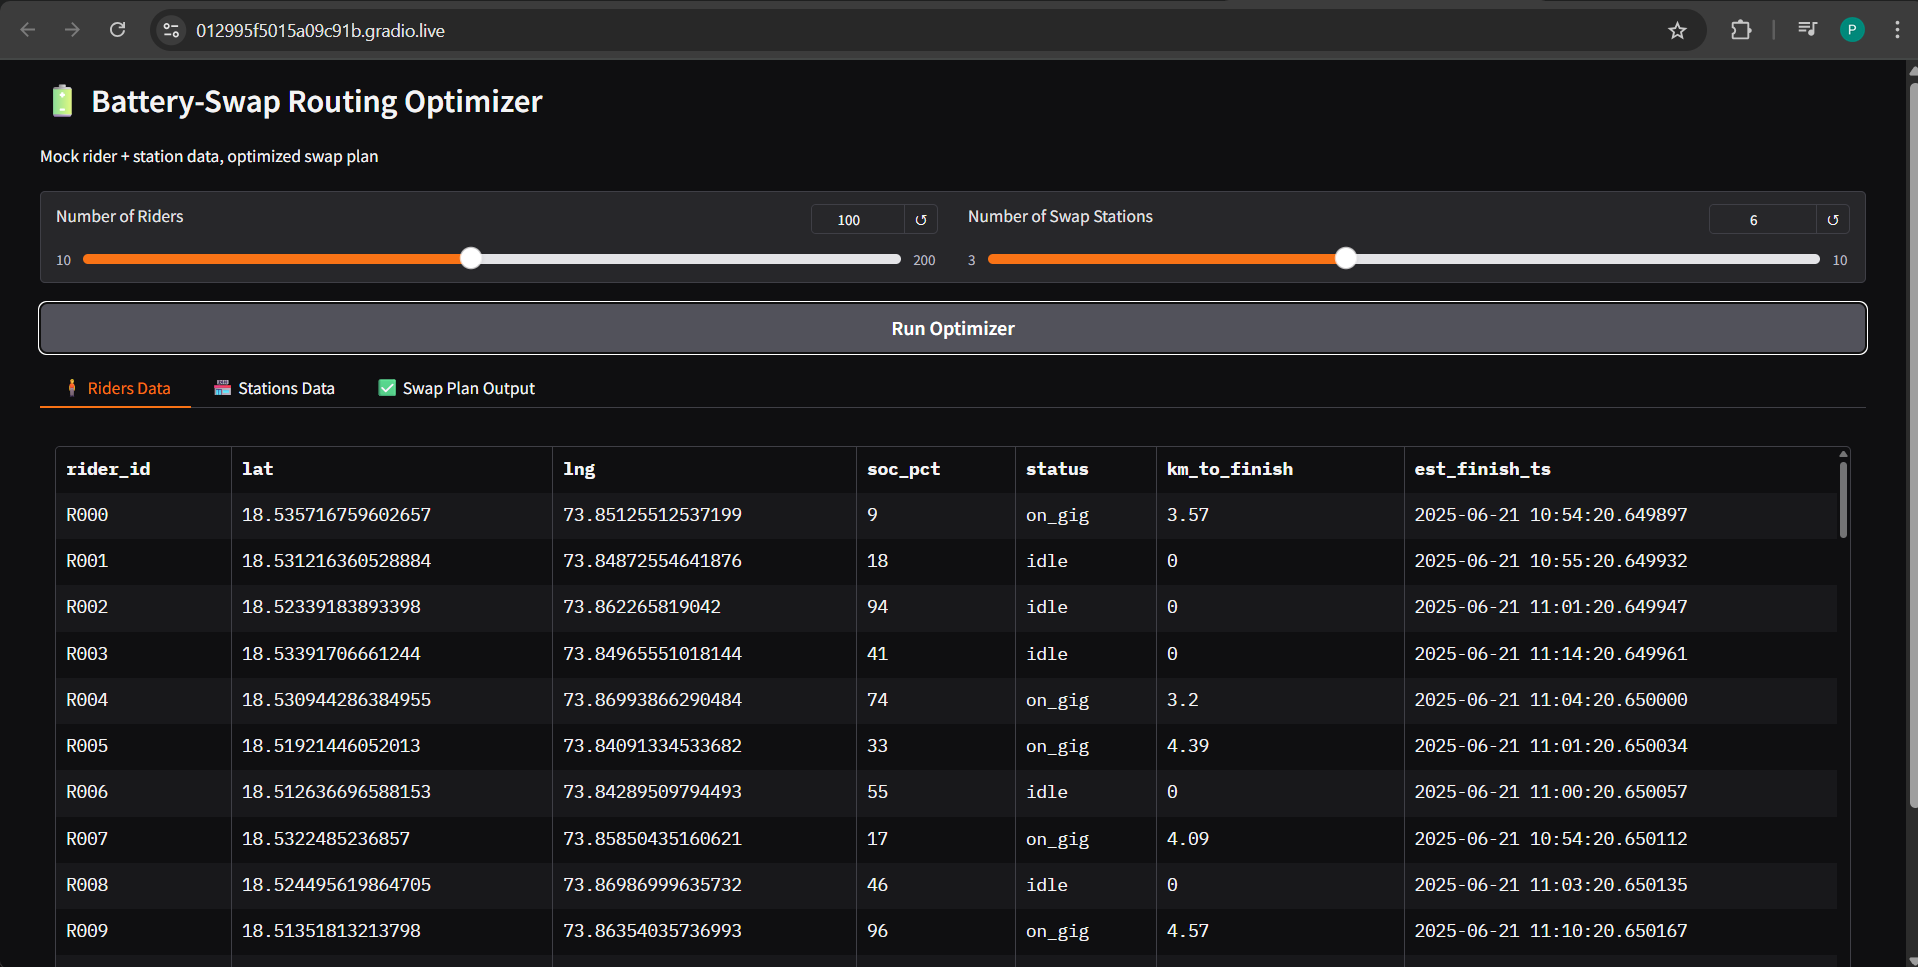 012995f5015a09c91b.gradio.live
P
Battery-Swap Routing Optimizer
Mock rider + station data, optimized swap plan
Number of Riders 100 Number of Swap Stations 6
10 200 3 10
Run Optimizer
Riders Data Stations Data Swap Plan Output
rider_id lat lng soc_pct status km_to_finish est_finish_ts
R000 18.535716759602657 73.85125512537199 9 on_gig 3.57 2025-06-21 10:54:20.649897
R001 18.531216360528884 73.84872554641876 18 idle 0 2025-06-21 10:55:20.649932
R002 18.52339183893398 73.862265819042 94 idle 0 2025-06-21 11:01:20.649947
R003 18.53391706661244 73.84965551018144 41 idle 0 2025-06-21 11:14:20.649961
R004 18.530944286384955 73.86993866290484 74 on_gig 3.2 2025-06-21 11:04:20.650000
R005 18.51921446052013 73.84091334533682 33 on_gig 4.39 2025-06-21 11:01:20.650034
R006 18.512636696588153 73.84289509794493 55 idle 0 2025-06-21 11:00:20.650057
R007 18.5322485236857 73.85850435160621 17 on_gig 4.09 2025-06-21 10:54:20.650112
R008 18.524495619864705 73.86986999635732 46 idle 0 2025-06-21 11:03:20.650135
R009 18.51351813213798 73.86354035736993 96 on_gig 4.57 2025-06-21 11:10:20.650167